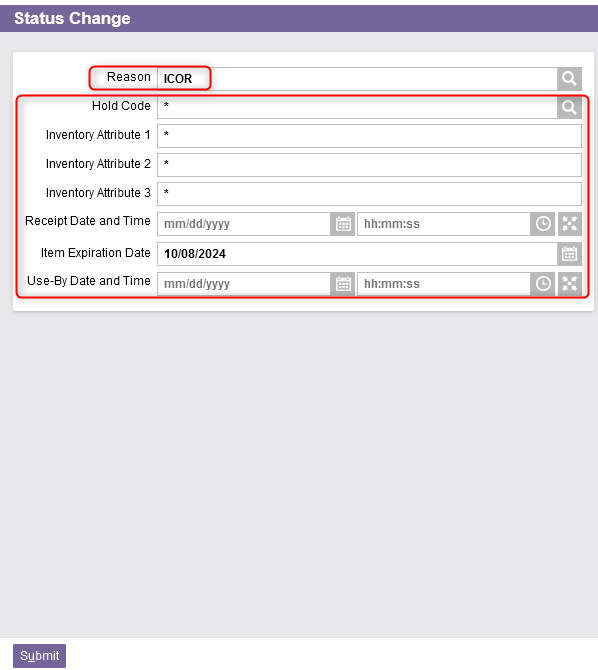 Status Change
Reason ICOR
Hold Code *
Inventory Attribute 1 *
Inventory Attribute 2 *
Inventory Attribute 3 *
Receipt Date and Time mm/dd/yyyy hh:mm:ss
Item Expiration Date 10/08/2024
Use-By Date and Time mm/dd/yyyy hh:mm:ss
Submit